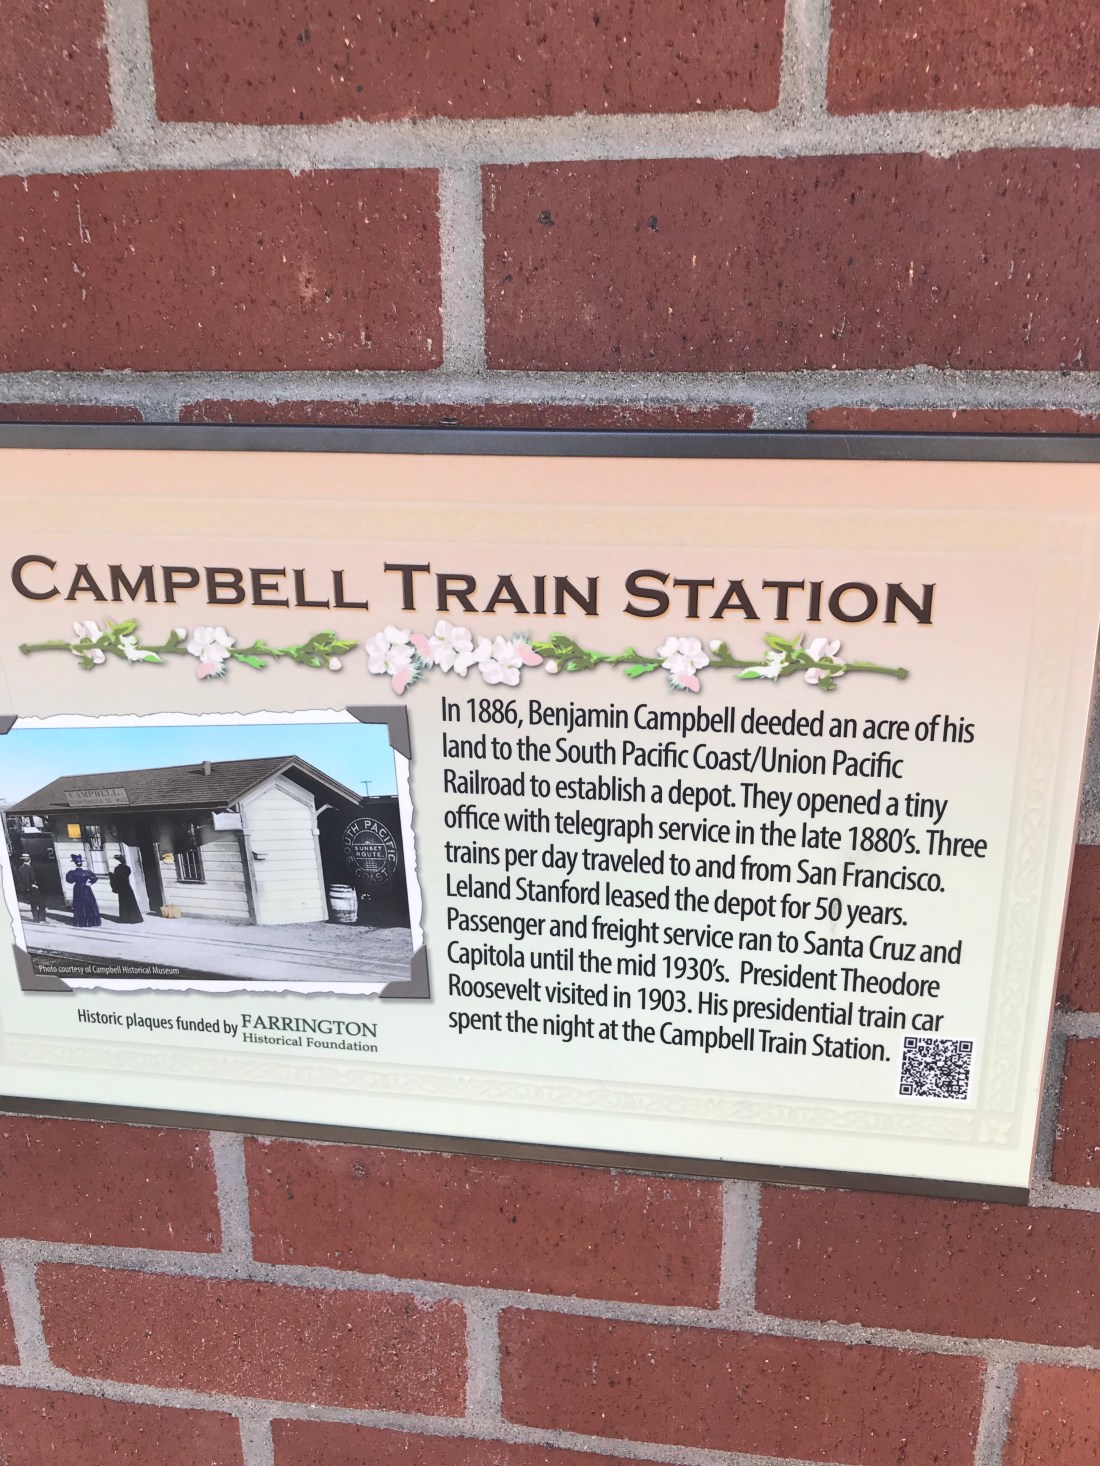 CAMPBELL TRAIN STATION
In 1886, Benjamin Campbell deeded an acre of his
land to the South Pacific Coast/Union Pacific
Railroad to establish a depot. They opened a tiny
office with telegraph service in the late 1880's. Three
trains per day traveled to and from San Francisco.
Leland Stanford leased the depot for 50 years.
Passenger and freight service ran to Santa Cruz and
Capitola until the mid 1930's. President Theodore
Roosevelt visited in 1903. His presidential train car
spent the night at the Campbell Train Station.
CAMPBELL
SOUTH PACIFIC
SUNSET
ROUTE
COAST
Photo courtesy of Campbell Historical Museum
Historic plaques funded by FARRINGTON
Historical Foundation